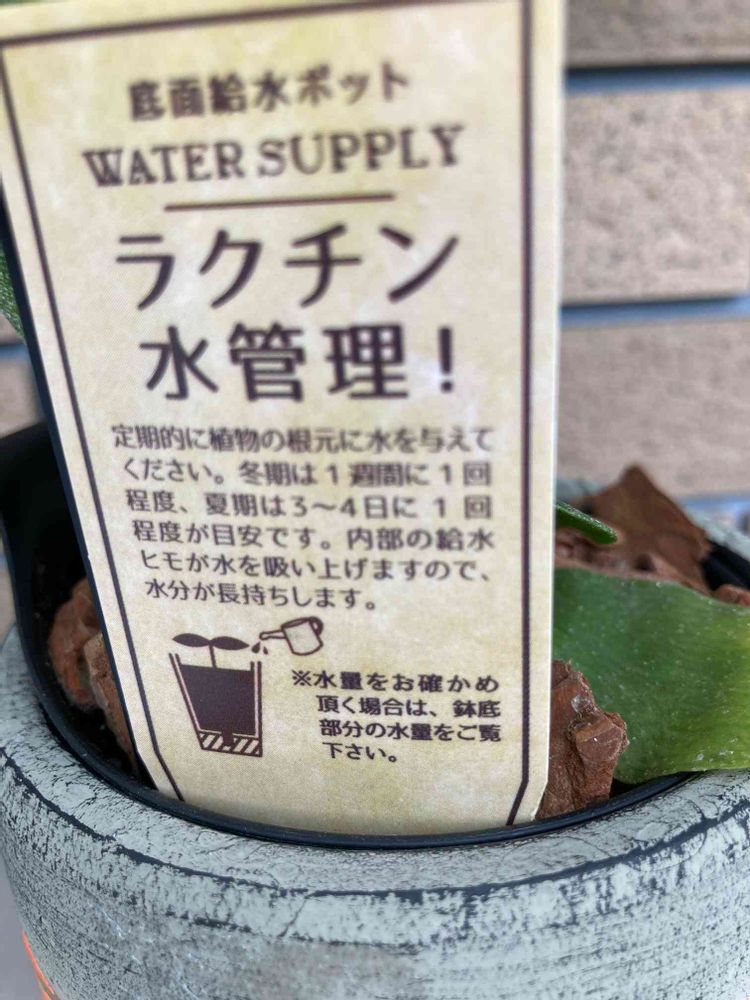 底面給水ポット
WATER SUPPLY
ラクチン
水管理!
定期的に植物の根元に水を与えて
ください。冬期は1週間に1回
程度、夏期は3〜4日に1回
程度が目安です。内部の給水
ヒモが水を吸い上げますので、
水分が長持ちします。
※水量をお確かめ
頂く場合は、鉢底
部分の水量をご覧
下さい。